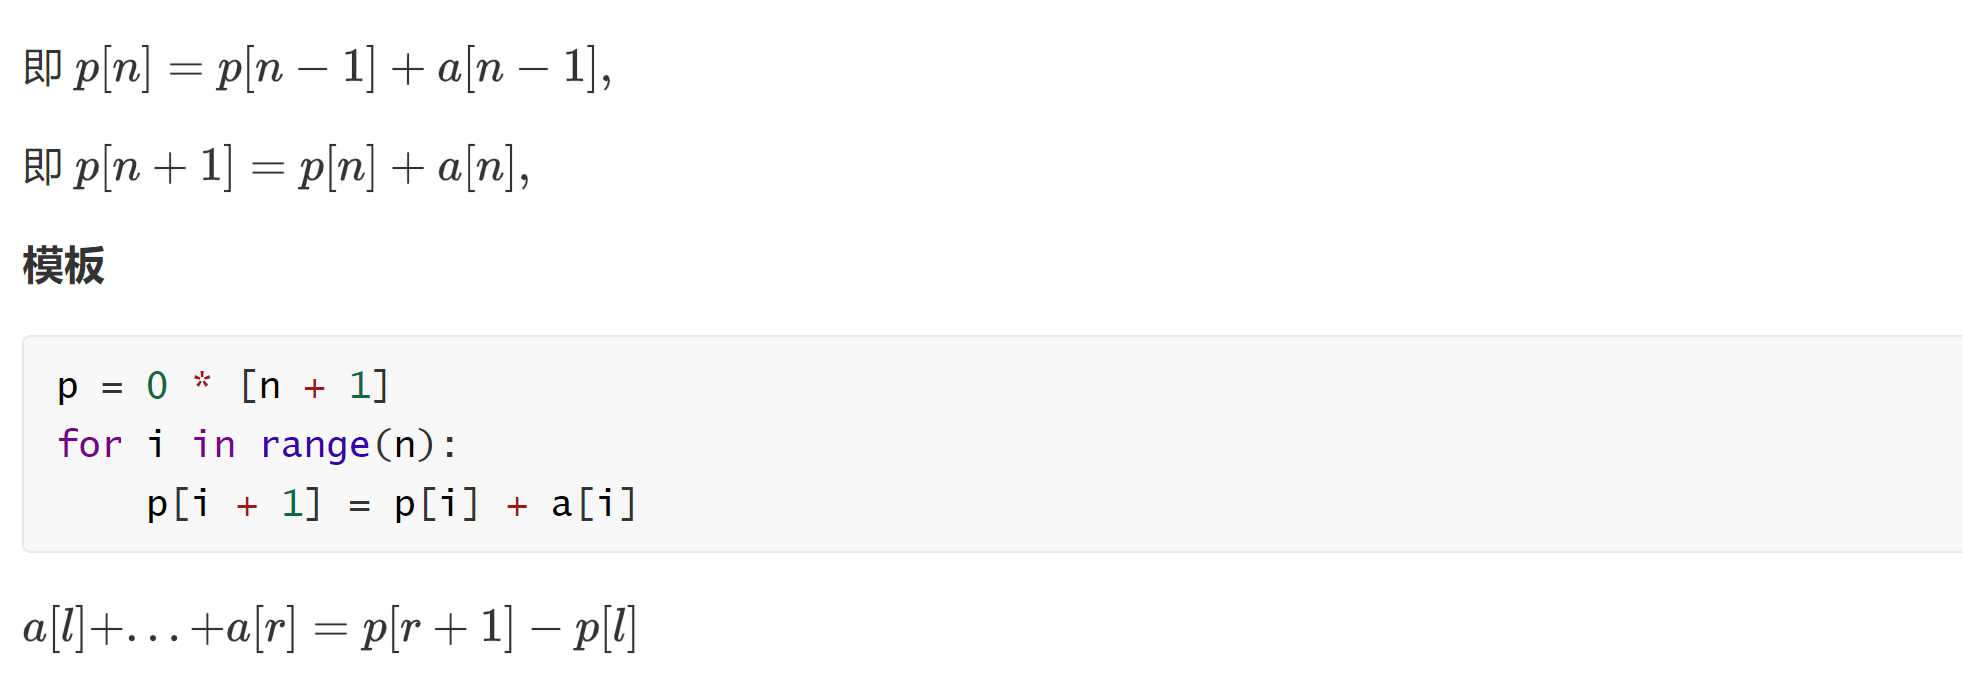 即 p[n] = p[n − 1] + a[n − 1],
即 p[n + 1] = p[n] + a[n],
模板
p = 0 * [n + 1]
for i in range(n):
    p[i + 1] = p[i] + a[i]
a[l]+. . . +a[r] = p[r + 1] − p[l]